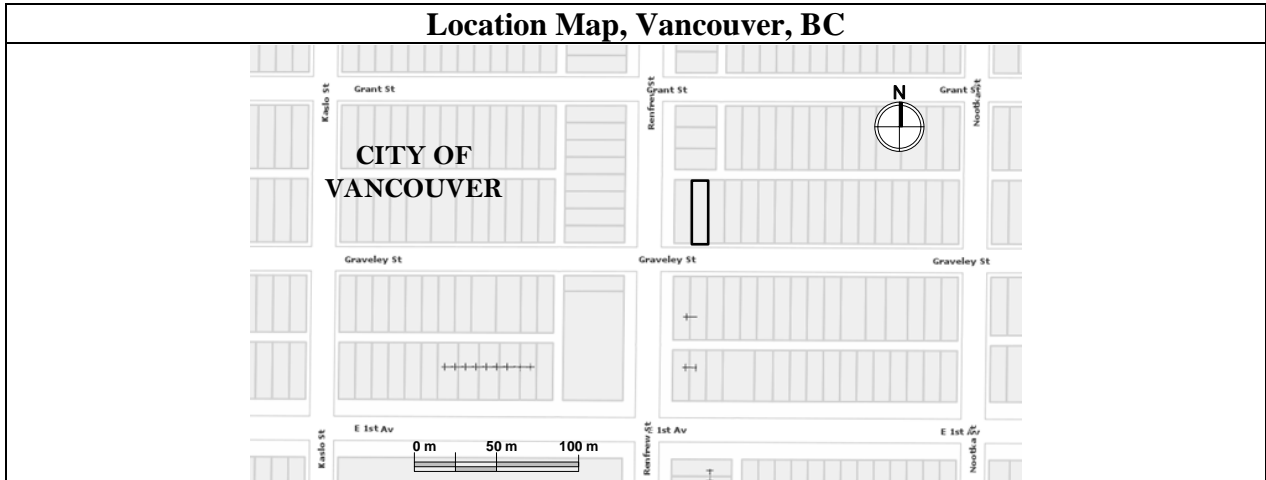 Location Map, Vancouver, BC
Grant St
Grant St
Grant St
N
Kaslo St
Renfrew St
Nootka St
CITY OF
VANCOUVER
Graveley St
Graveley St
Graveley St
E 1st Av
E 1st Av
E 1st Av
Kaslo St
Renfrew St
Nootka St
0 m 50 m 100 m